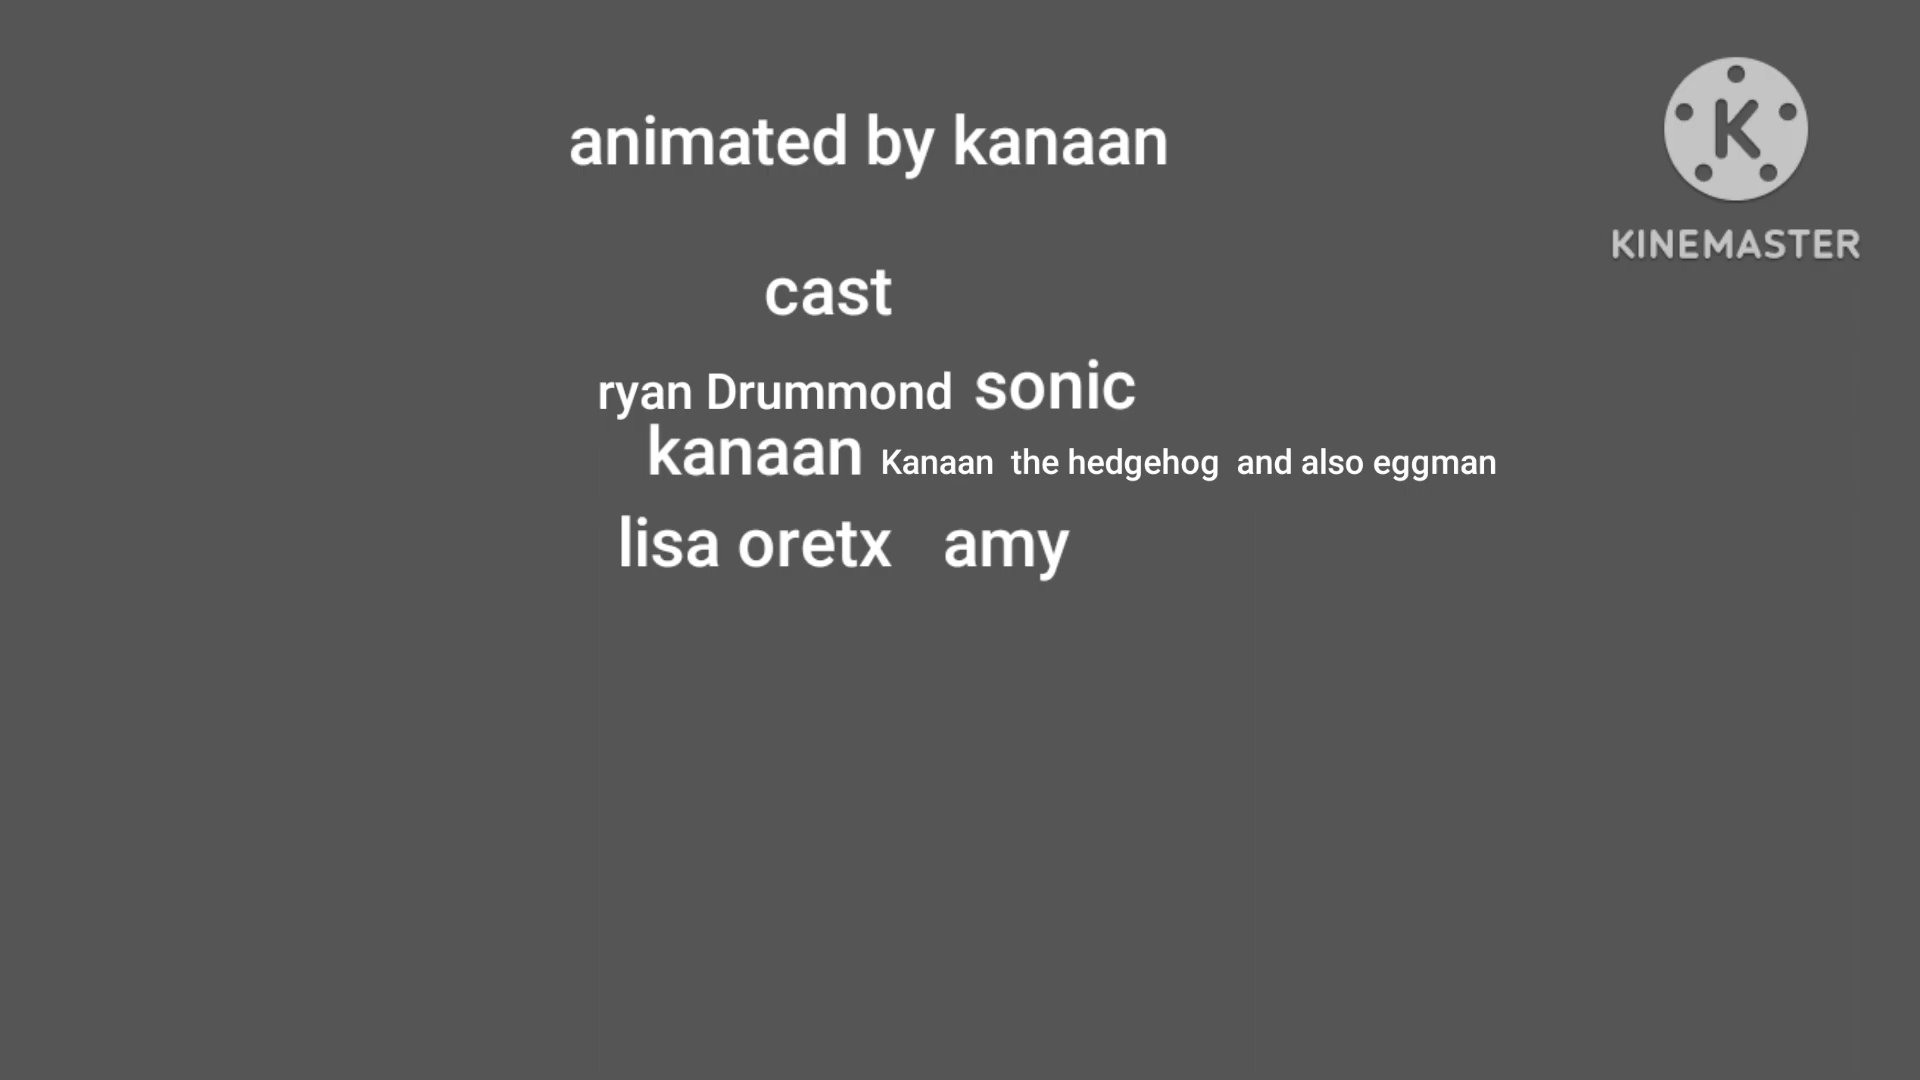 animated by kanaan
KINEMASTER
cast
ryan Drummond sonic
kanaan Kanaan the hedgehog and also eggman
lisa oretx amy